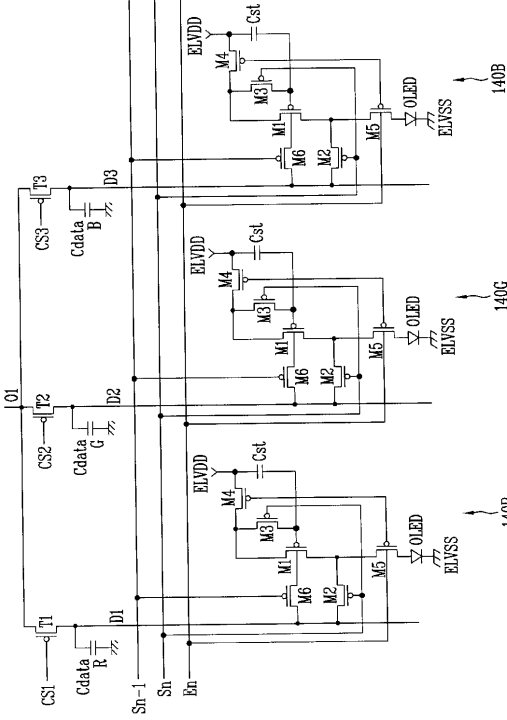 O1
CS1
T1
CS2
T2
CS3
T3
Cdata
R
D1
Cdata
G
D2
Cdata
B
D3
Sn-1
Sn
En
ELVDD
M4
Cst
M3
M1
M6
M2
M5
OLED
ELVSS
ELVDD
M4
Cst
M3
M1
M6
M2
M5
OLED
ELVSS
140G
ELVDD
M4
Cst
M3
M1
M6
M2
M5
OLED
ELVSS
140B